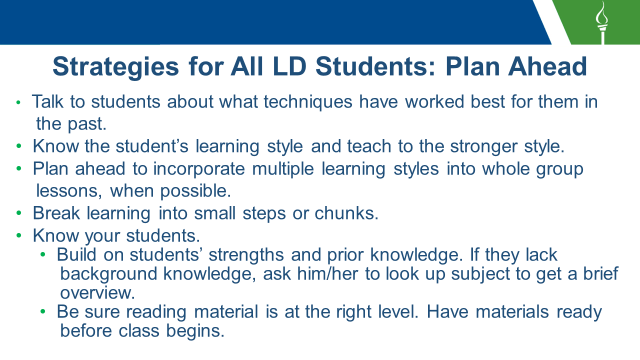 Strategies for All LD Students: Plan Ahead
• Talk to students about what techniques have worked best for them in
the past.
• Know the student’s learning style and teach to the stronger style.
• Plan ahead to incorporate multiple learning styles into whole group
lessons, when possible.
• Break learning into small steps or chunks.
• Know your students.
• Build on students’ strengths and prior knowledge. If they lack
background knowledge, ask him/her to look up subject to get a brief
overview.
• Be sure reading material is at the right level. Have materials ready
before class begins.